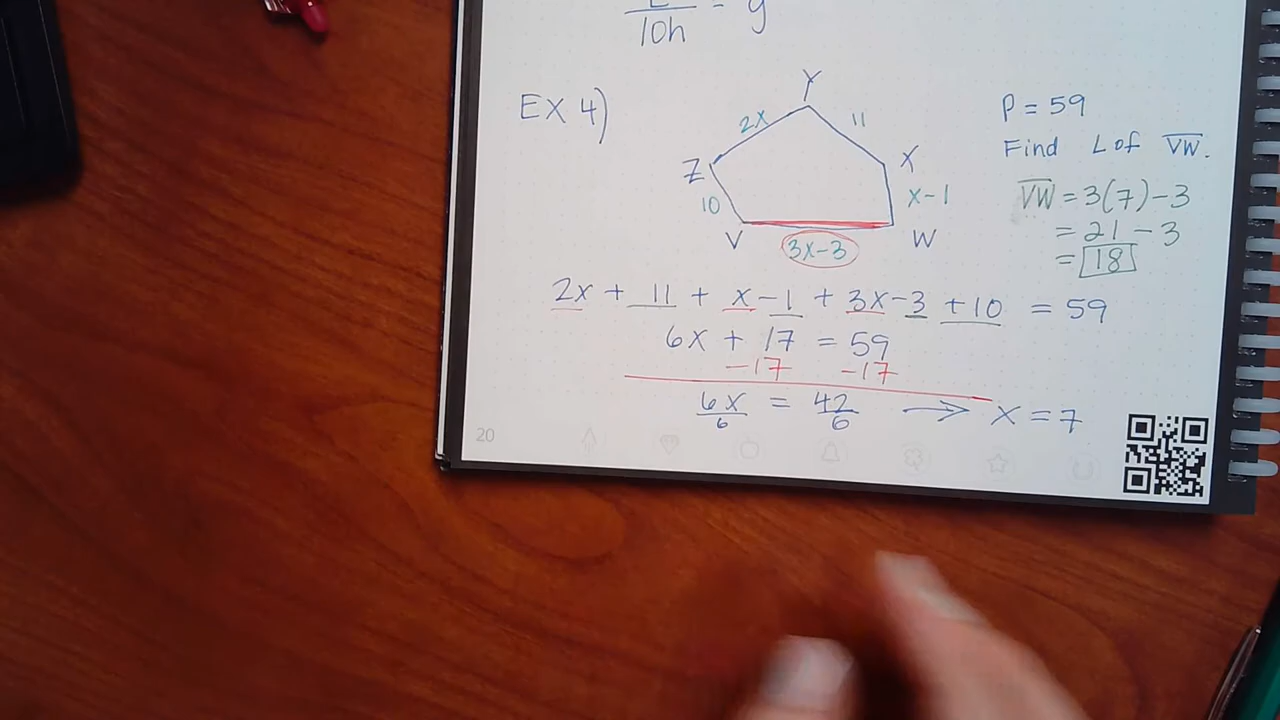 10h = y
EX 4)
Y
2x
11
Z
X
10
x-1
V
W
3x-3
P = 59
Find L of VW.
VW = 3(7)-3
= 21 - 3
= 18
2x + 11 + x-1 + 3x-3 +10 = 59
6x + 17 = 59
-17 -17
6x/6 = 42/6 → x = 7
20